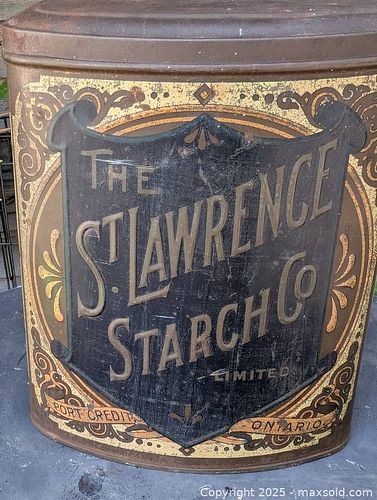 THE
ST. LAWRENCE
STARCH CO
LIMITED.
PORT CREDIT
ONTARIO
Copyright 2025 - maxsold.com